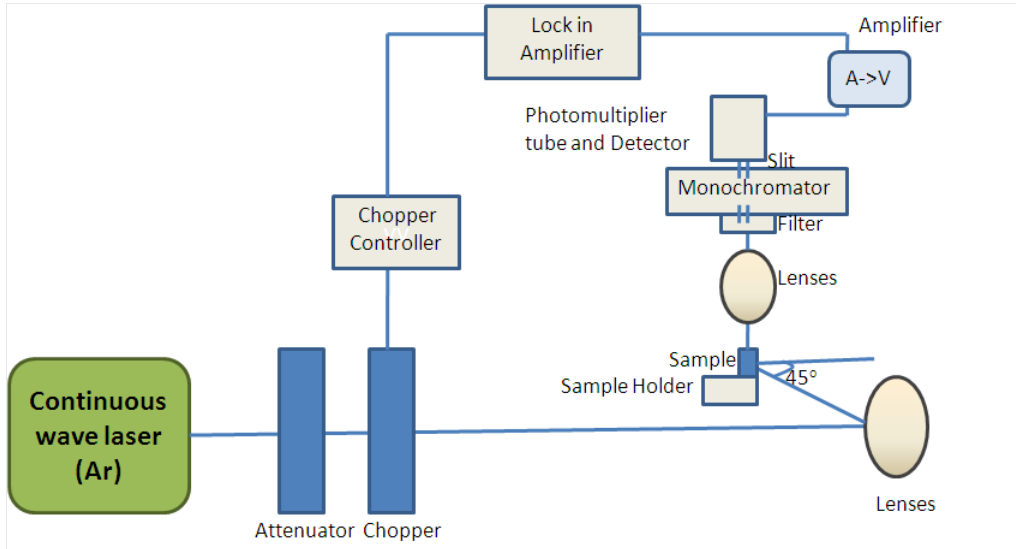 Lock in
Amplifier
Amplifier
A->V
Photomultiplier
tube and Detector
Slit
Monochromator
Filter
Chopper
Controller
Lenses
Sample
Sample Holder
45°
Continuous
wave laser
(Ar)
Attenuator
Chopper
Lenses